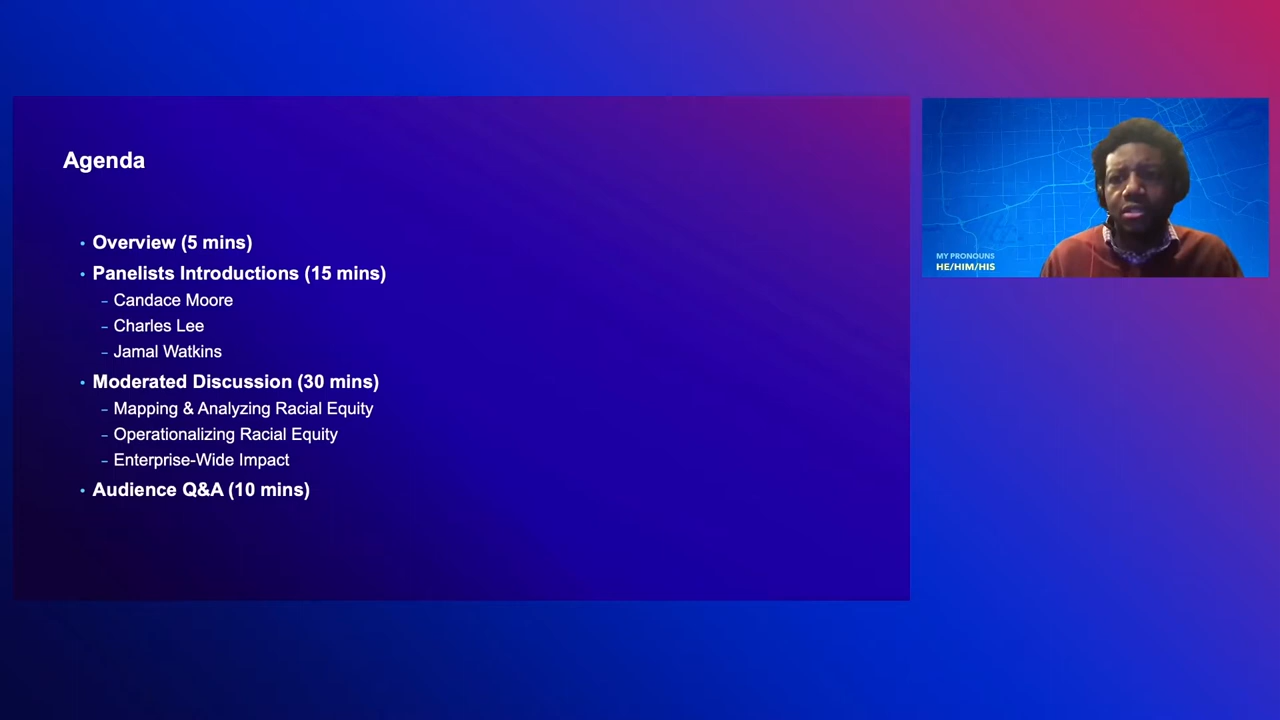 Agenda
• Overview (5 mins)
• Panelists Introductions (15 mins)
– Candace Moore
– Charles Lee
– Jamal Watkins
• Moderated Discussion (30 mins)
– Mapping & Analyzing Racial Equity
– Operationalizing Racial Equity
– Enterprise-Wide Impact
• Audience Q&A (10 mins)
MY PRONOUNS
HE/HIM/HIS